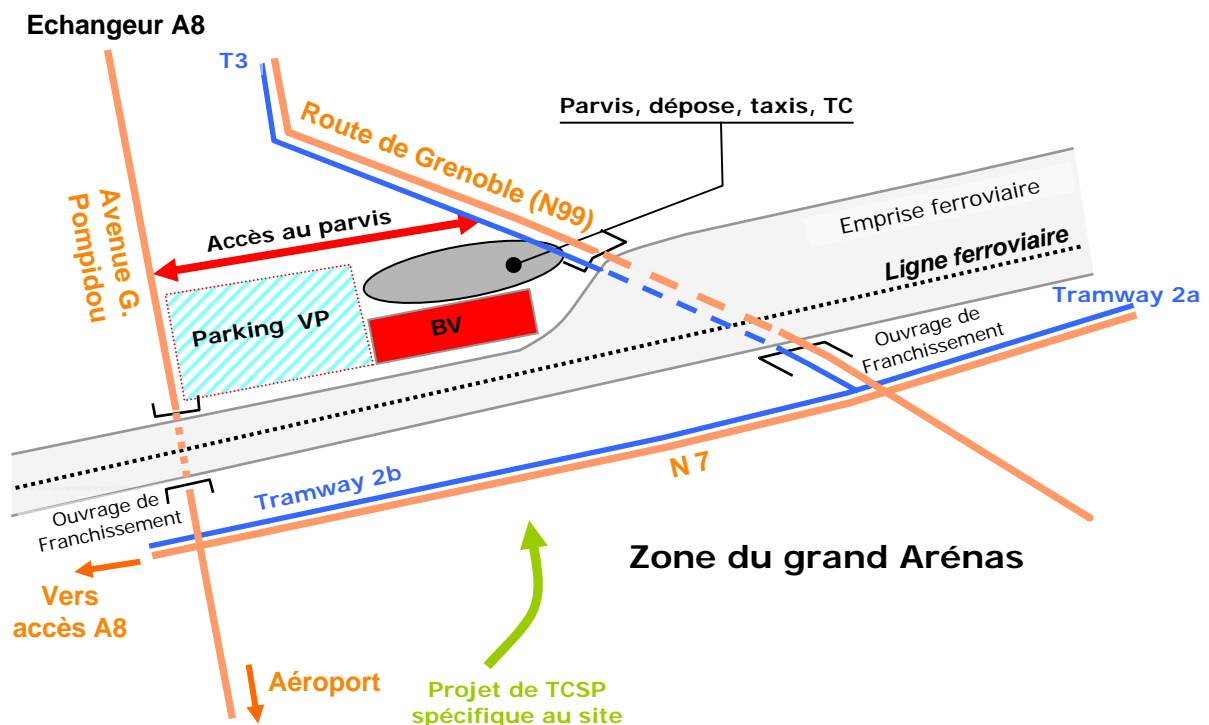 Echangeur A8
T3
Parvis, dépose, taxis, TC
Route de Grenoble (N99)
Avenue G.
Pompidou
Accès au parvis
Emprise ferroviaire
Ligne ferroviaire
Tramway 2a
Parking VP
BV
Ouvrage de
Franchissement
Tramway 2b
N 7
Ouvrage de
Franchissement
Zone du grand Arénas
Vers
accès A8
Aéroport
Projet de TCSP
spécifique au site